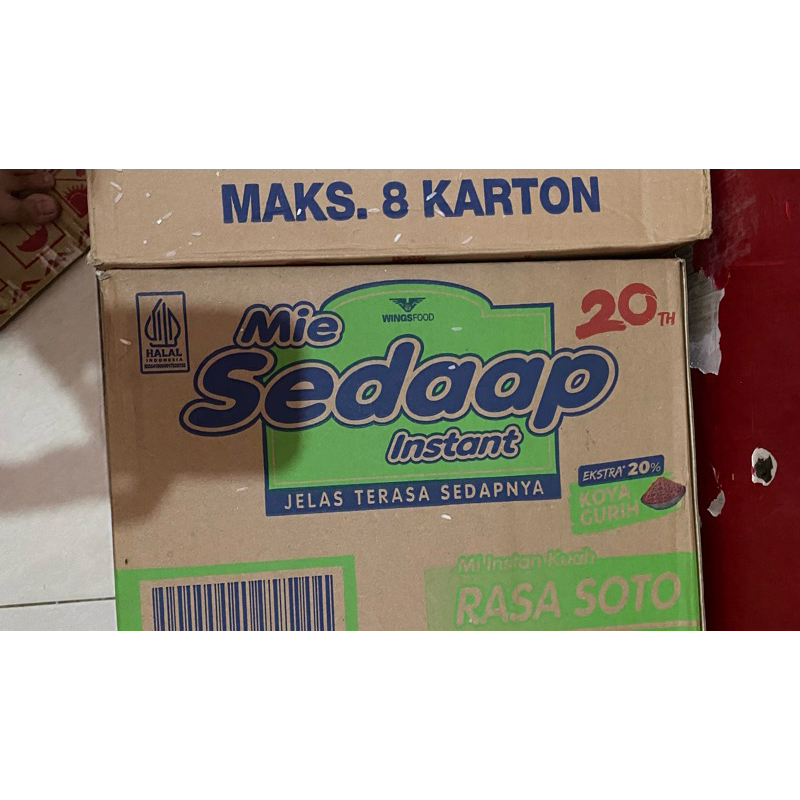 MAKS. 8 KARTON
HALAL
INDONESIA
WINGSFOOD
20TH
Mie
Sedaap
Instant
JELAS TERASA SEDAPNYA
EKSTRA* 20%
KOYA
GURIH
Mi Instan Kuah
RASA SOTO